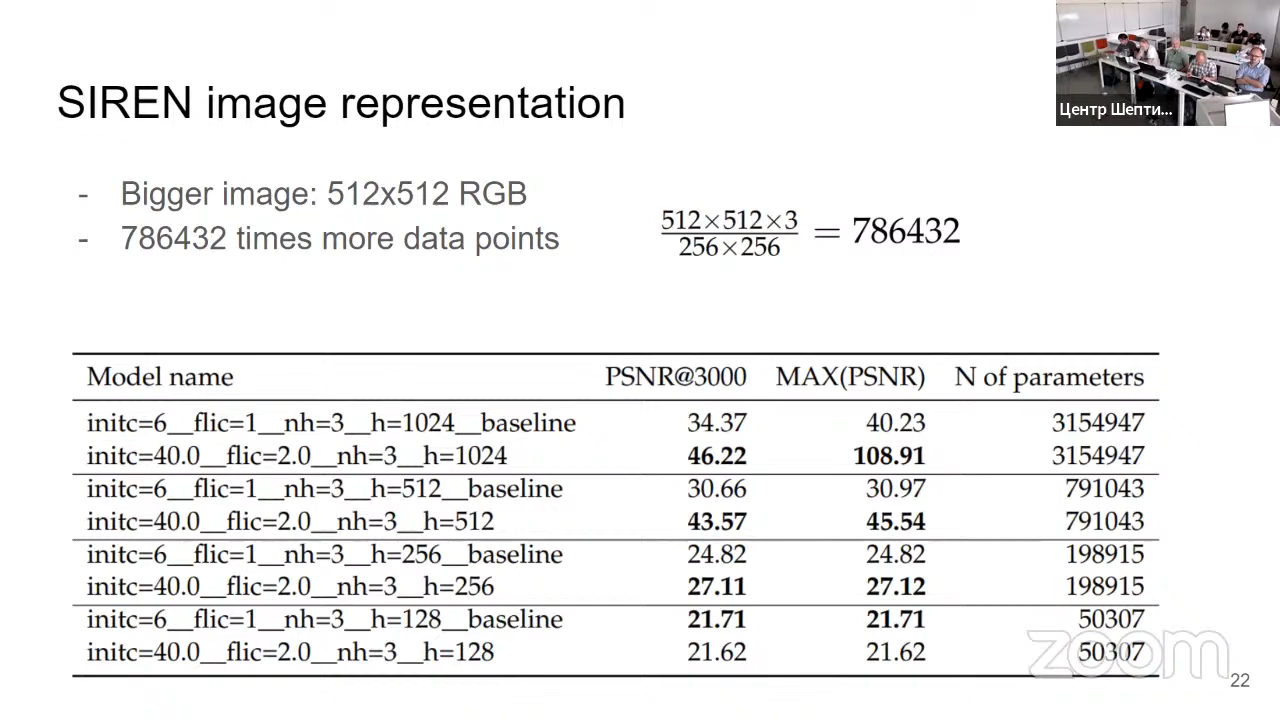 Центр Шепти...
SIREN image representation
- Bigger image: 512x512 RGB
- 786432 times more data points
512×512×3
256×256
= 786432
Model name PSNR@3000 MAX(PSNR) N of parameters
initc=6__flic=1__nh=3__h=1024__baseline 34.37 40.23 3154947
initc=40.0__flic=2.0__nh=3__h=1024 46.22 108.91 3154947
initc=6__flic=1__nh=3__h=512__baseline 30.66 30.97 791043
initc=40.0__flic=2.0__nh=3__h=512 43.57 45.54 791043
initc=6__flic=1__nh=3__h=256__baseline 24.82 24.82 198915
initc=40.0__flic=2.0__nh=3__h=256 27.11 27.12 198915
initc=6__flic=1__nh=3__h=128__baseline 21.71 21.71 50307
initc=40.0__flic=2.0__nh=3__h=128 21.62 21.62 50307
zoom
22